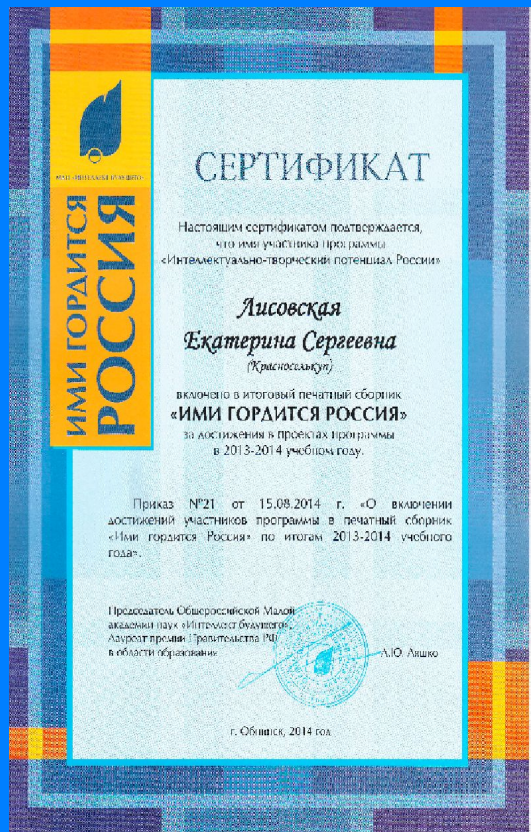 МАН «ИНТЕЛЛЕКТ БУДУЩЕГО»
ИМИ ГОРДИТСЯ
РОССИЯ
СЕРТИФИКАТ
Настоящим сертификатом подтверждается,
что имя участника программы
«Интеллектуально-творческий потенциал России»
Лисовская
Екатерина Сергеевна
(Красноселькуп)
включено в итоговый печатный сборник
«ИМИ ГОРДИТСЯ РОССИЯ»
за достижения в проектах программы
в 2013-2014 учебном году.
Приказ №21 от 15.08.2014 г. «О включении
достижений участников программы в печатный сборник
«Ими гордится Россия» по итогам 2013-2014 учебного
года».
Председатель Общероссийской Малой
академии наук «Интеллект будущего»,
Лауреат премии Правительства РФ
в области образования
А.Ю. Ляшко
г. Обнинск, 2014 год